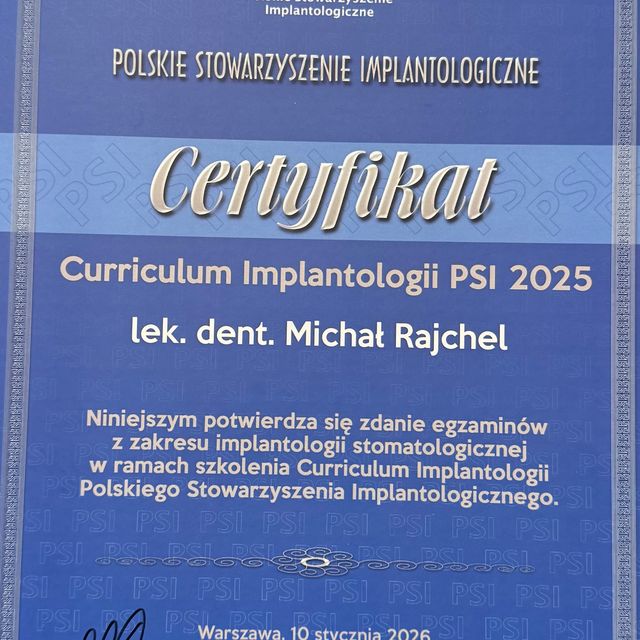 Implantologiczne
POLSKIE STOWARZYSZENIE IMPLANTOLOGICZNE
Certyfikat
Curriculum Implantologii PSI 2025
lek. dent. Michał Rajchel
Niniejszym potwierdza się zdanie egzaminów
z zakresu implantologii stomatologicznej
w ramach szkolenia Curriculum Implantologii
Polskiego Stowarzyszenia Implantologicznego.
Warszawa, 10 stycznia 2026